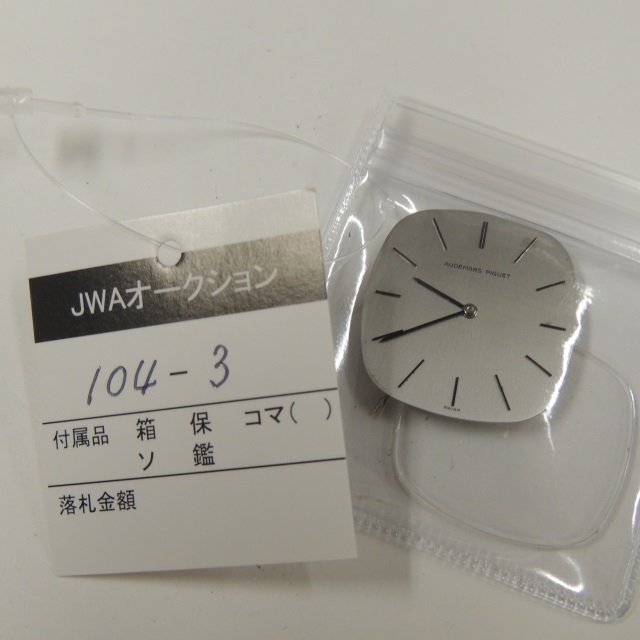 JWAオークション
104-3
付属品 箱 保 コマ( )
ソ 鑑
落札金額
AUDEMARS PIGUET